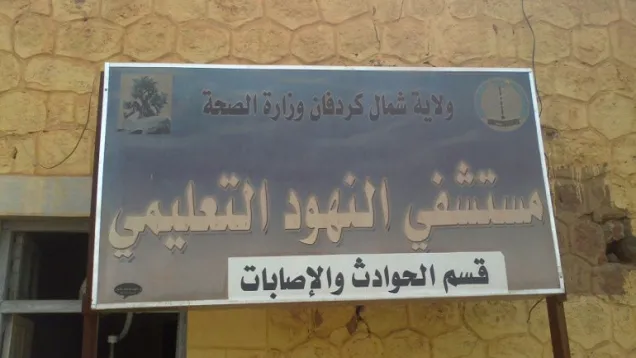 ولاية شمال كردفان وزارة الصحة
مستشفي النهود التعليمي
قسم الحوادث والإصابات